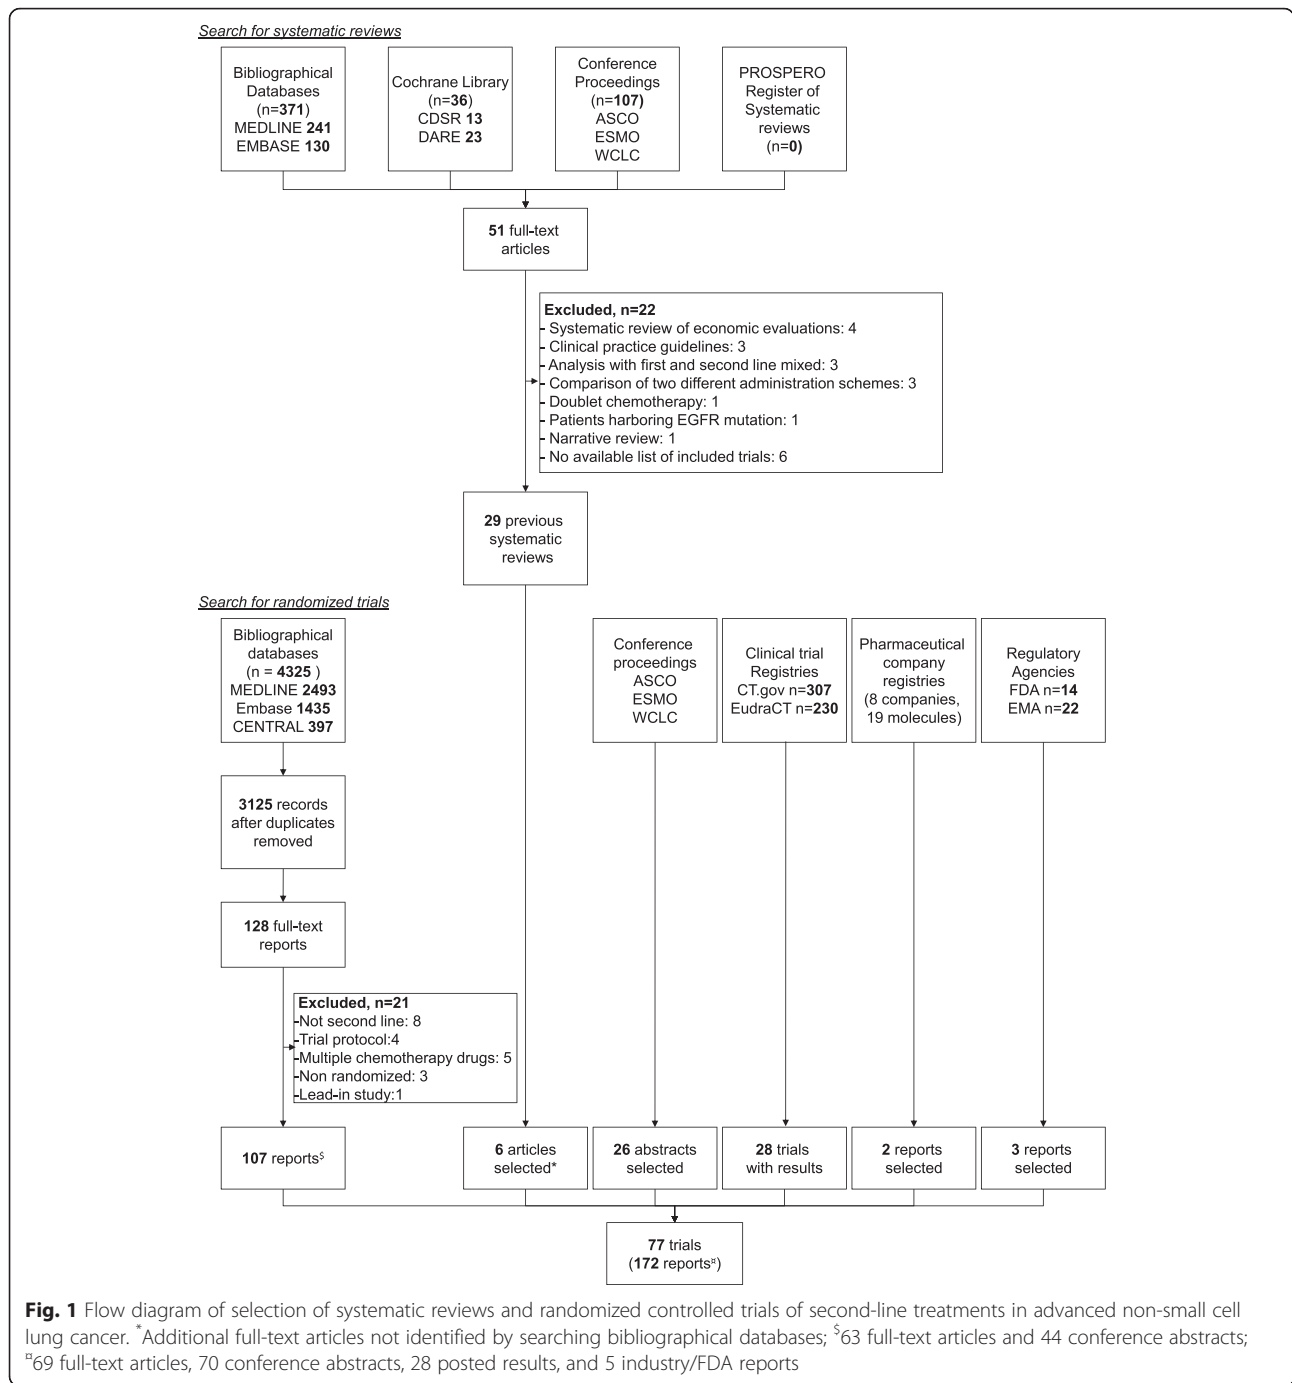 Search for systematic reviews
Bibliographical
Databases
(n=371)
MEDLINE 241
EMBASE 130
Cochrane Library
(n=36)
CDSR 13
DARE 23
Conference
Proceedings
(n=107)
ASCO
ESMO
WCLC
PROSPERO
Register of
Systematic
reviews
(n=0)
51 full-text
articles
Excluded, n=22
- Systematic review of economic evaluations: 4
- Clinical practice guidelines: 3
- Analysis with first and second line mixed: 3
- Comparison of two different administration schemes: 3
- Doublet chemotherapy: 1
- Patients harboring EGFR mutation: 1
- Narrative review: 1
- No available list of included trials: 6
29 previous
systematic
reviews
Search for randomized trials
Bibliographical
databases
(n = 4325 )
MEDLINE 2493
Embase 1435
CENTRAL 397
Conference
proceedings
ASCO
ESMO
WCLC
Clinical trial
Registries
CT.gov n=307
EudraCT n=230
Pharmaceutical
company
registries
(8 companies,
19 molecules)
Regulatory
Agencies
FDA n=14
EMA n=22
3125 records
after duplicates
removed
128 full-text
reports
Excluded, n=21
-Not second line: 8
-Trial protocol:4
-Multiple chemotherapy drugs: 5
-Non randomized: 3
-Lead-in study:1
107 reports$
6 articles
selected*
26 abstracts
selected
28 trials
with results
2 reports
selected
3 reports
selected
77 trials
(172 reports¤)
Fig. 1 Flow diagram of selection of systematic reviews and randomized controlled trials of second-line treatments in advanced non-small cell
lung cancer. *Additional full-text articles not identified by searching bibliographical databases; $63 full-text articles and 44 conference abstracts;
¤69 full-text articles, 70 conference abstracts, 28 posted results, and 5 industry/FDA reports